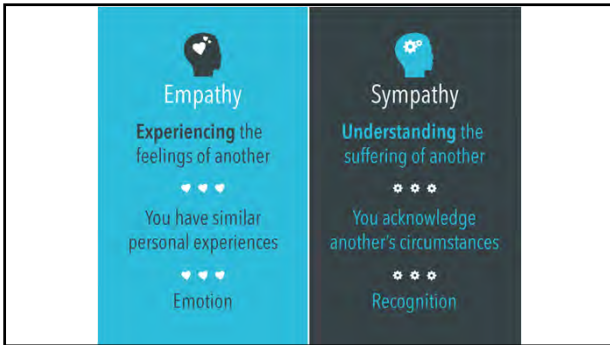 Empathy
Experiencing the
feelings of another
You have similar
personal experiences
Emotion
Sympathy
Understanding the
suffering of another
You acknowledge
another's circumstances
Recognition